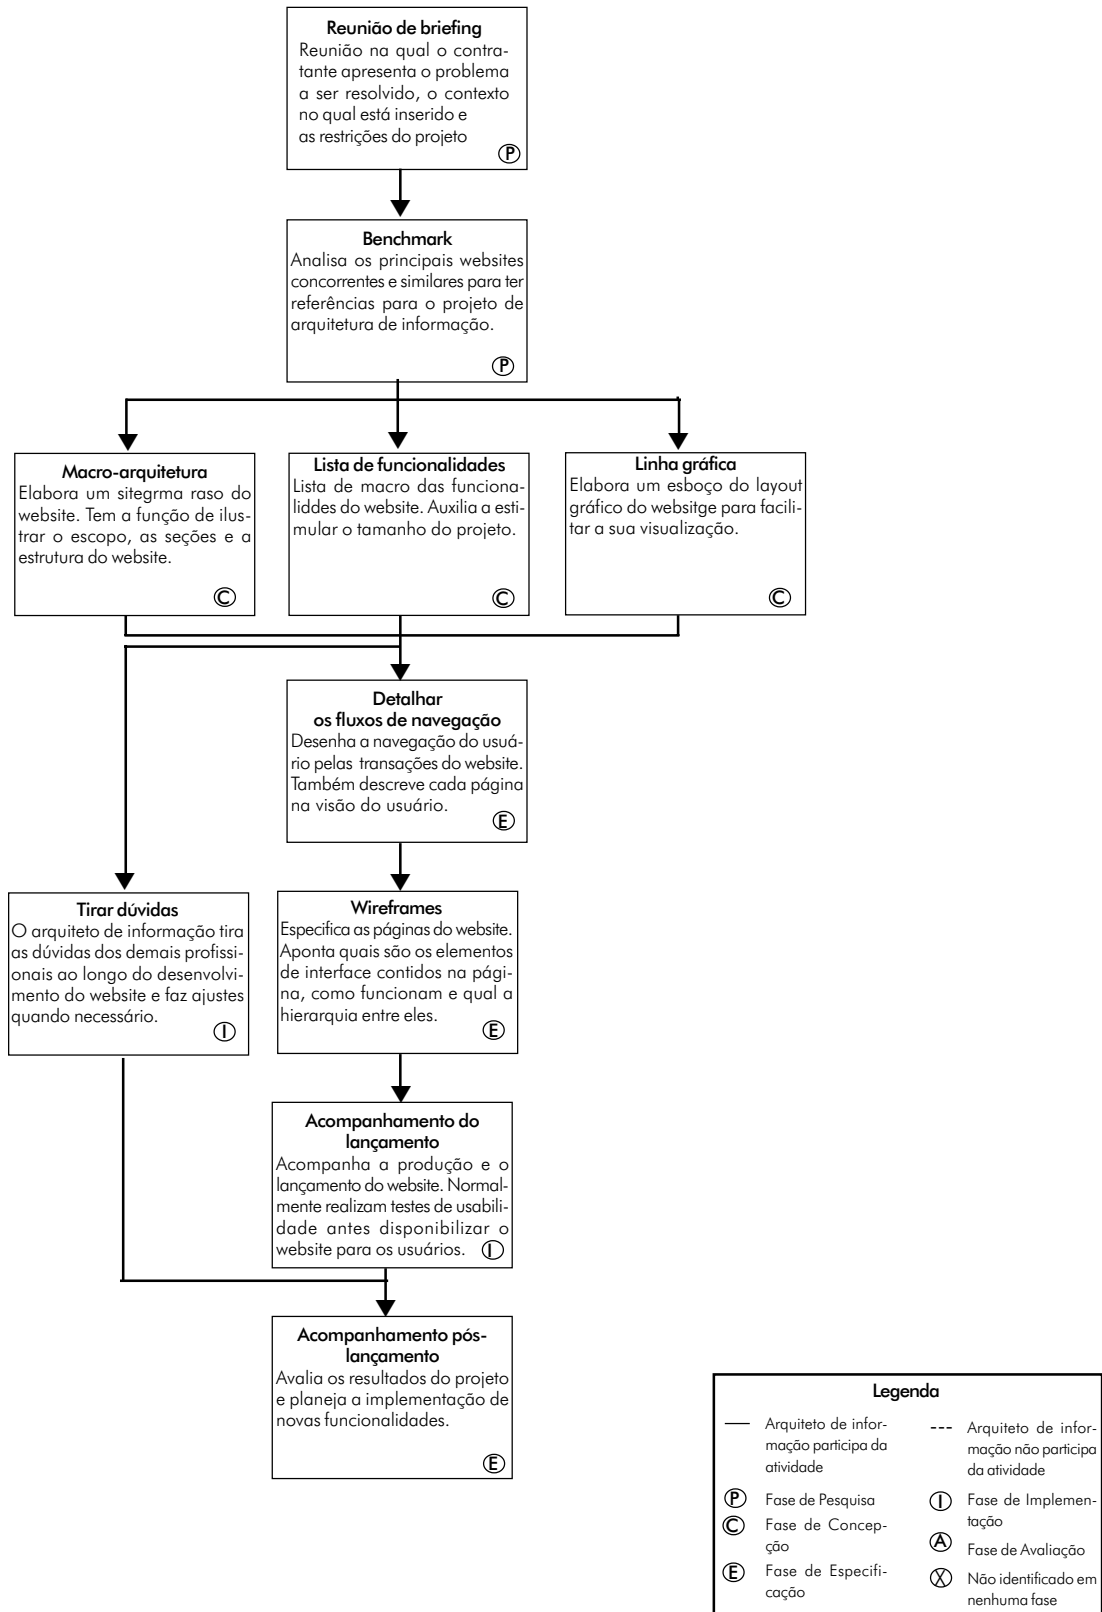 Reunião de briefing
Reunião na qual o contra-
tante apresenta o problema
a ser resolvido, o contexto
no qual está inserido e
as restrições do projeto
P
Benchmark
Analisa os principais websites
concorrentes e similares para ter
referências para o projeto de
arquitetura de informação.
P
Macro-arquitetura
Elabora um sitegrma raso do
website. Tem a função de ilus-
trar o escopo, as seções e a
estrutura do website.
C
Lista de funcionalidades
Lista de macro das funciona-
liddes do website. Auxilia a esti-
mular o tamanho do projeto.
C
Linha gráfica
Elabora um esboço do layout
gráfico do websitge para facili-
tar a sua visualização.
C
Detalhar
os fluxos de navegação
Desenha a navegação do usuá-
rio pelas transações do website.
Também descreve cada página
na visão do usuário.
E
Tirar dúvidas
O arquiteto de informação tira
as dúvidas dos demais profissi-
onais ao longo do desenvolvi-
mento do website e faz ajustes
quando necessário.
I
Wireframes
Especifica as páginas do website.
Aponta quais são os elementos
de interface contidos na pági-
na, como funcionam e qual a
hierarquia entre eles.
E
Acompanhamento do
lançamento
Acompanha a produção e o
lançamento do website. Normal-
mente realizam testes de usabili-
dade antes disponibilizar o
website para os usuários.
I
Acompanhamento pós-
lançamento
Avalia os resultados do projeto
e planeja a implementação de
novas funcionalidades.
E
Legenda
Arquiteto de infor-
mação participa da
atividade
P Fase de Pesquisa
C Fase de Concep-
ção
E Fase de Especifi-
cação
Arquiteto de infor-
mação não participa
da atividade
I Fase de Implemen-
tação
A Fase de Avaliação
X Não identificado em
nenhuma fase